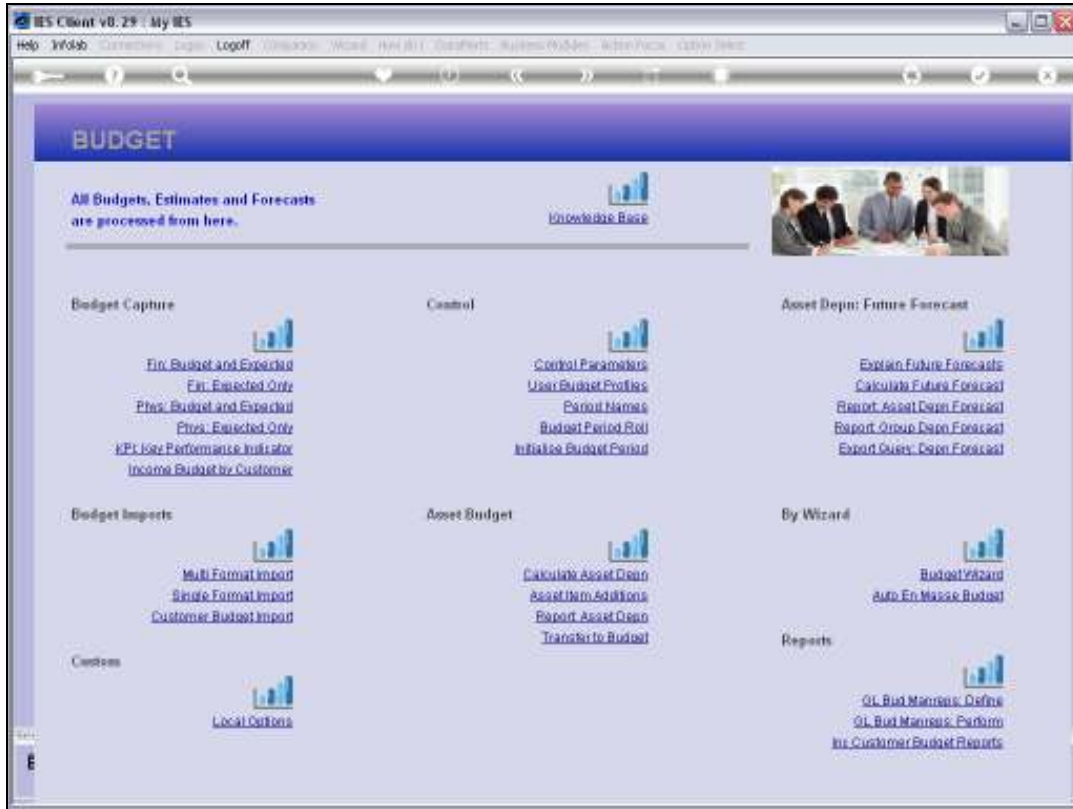 IES Client v8.29 : My IES
Help Infolab Logoff
BUDGET
All Budgets, Estimates and Forecasts
are processed from here.
Knowledge Base
Budget Capture
Fin: Budget and Expected
Fin: Expected Only
Phys: Budget and Expected
Phys: Expected Only
KPI: Key Performance Indicator
Income Budget by Customer
Control
Control Parameters
User Budget Profiles
Period Names
Budget Period Roll
Initialise Budget Period
Asset Depn: Future Forecast
Explain Future Forecasts
Calculate Future Forecast
Report: Asset Depn Forecast
Report: Group Depn Forecast
Export Query: Depn Forecast
Budget Imports
Multi Format Import
Single Format Import
Customer Budget Import
Asset Budget
Calculate Asset Depn
Asset Item Additions
Report Asset Depn
Transfer to Budget
By Wizard
Budget Wizard
Auto En Masse Budget
Custom
Local Options
Reports
GL Bud Manreps: Define
GL Bud Manreps: Perform
Customer Budget Reports